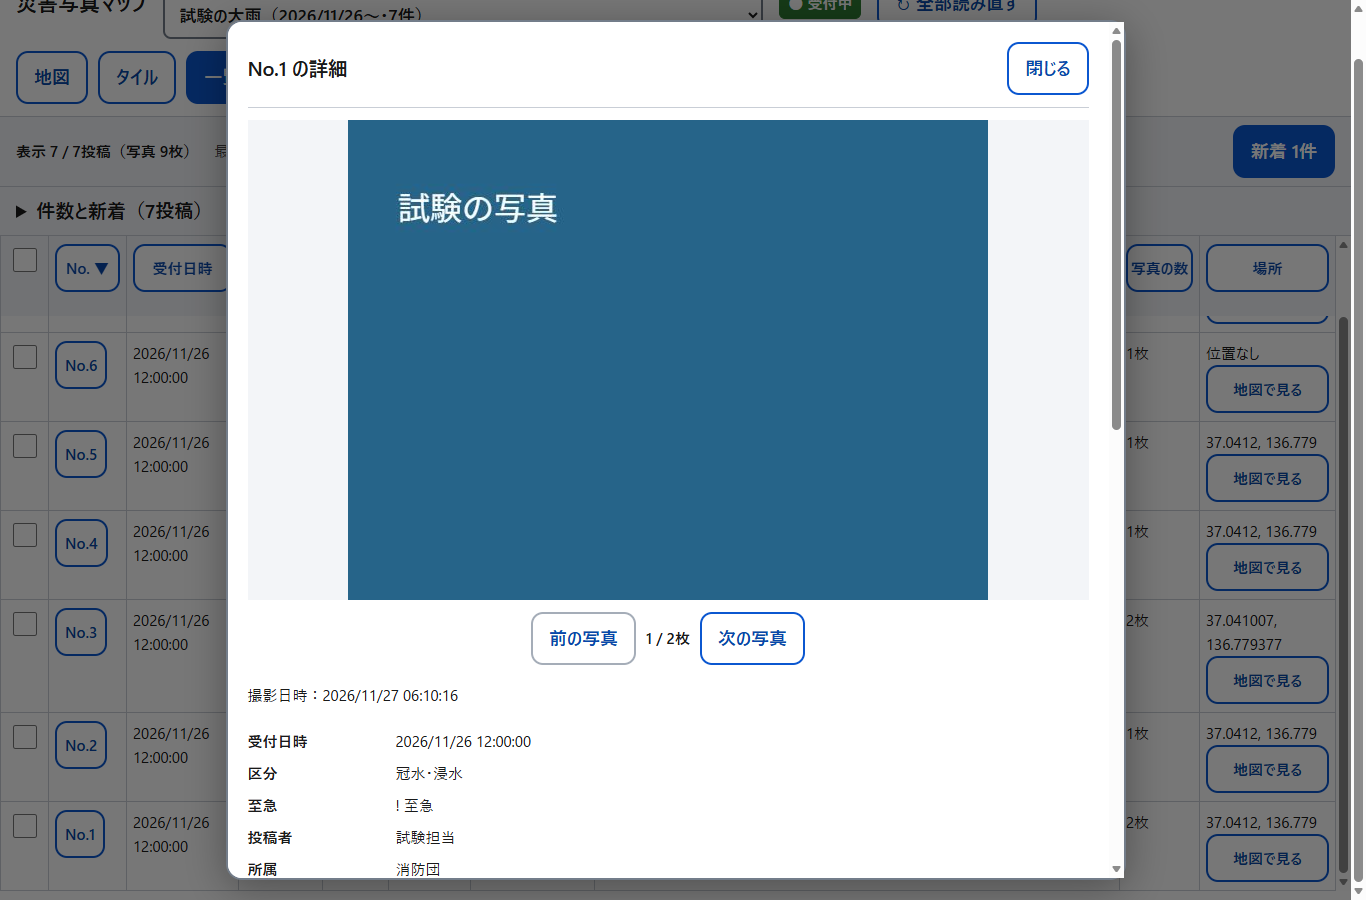 災害写真マップ
試験の大雨（2026/11/26～・7件）
● 受付中
↻ 全部読み直す
地図
タイル
表示 7 / 7投稿（写真 9枚）
新着 1件
▶ 件数と新着（7投稿）
No. ▼
受付日時
写真の数
場所
No.6
2026/11/26
12:00:00
1枚
位置なし
地図で見る
No.5
2026/11/26
12:00:00
1枚
37.0412, 136.779
地図で見る
No.4
2026/11/26
12:00:00
1枚
37.0412, 136.779
地図で見る
No.3
2026/11/26
12:00:00
2枚
37.041007,
136.779377
地図で見る
No.2
2026/11/26
12:00:00
1枚
37.0412, 136.779
地図で見る
No.1
2026/11/26
12:00:00
2枚
37.0412, 136.779
地図で見る
No.1 の詳細
閉じる
試験の写真
前の写真
1 / 2枚
次の写真
撮影日時：2026/11/27 06:10:16
受付日時 2026/11/26 12:00:00
区分 冠水・浸水
至急 ! 至急
投稿者 試験担当
所属 消防団